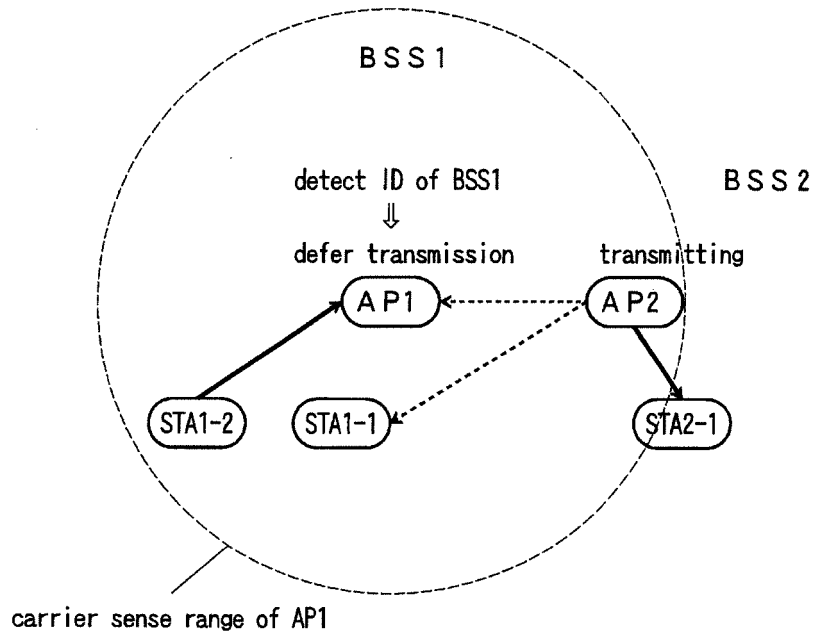 BSS1
detect ID of BSS1
BSS2
⇓
defer transmission
transmitting
AP1
AP2
STA1-2
STA1-1
STA2-1
carrier sense range of AP1